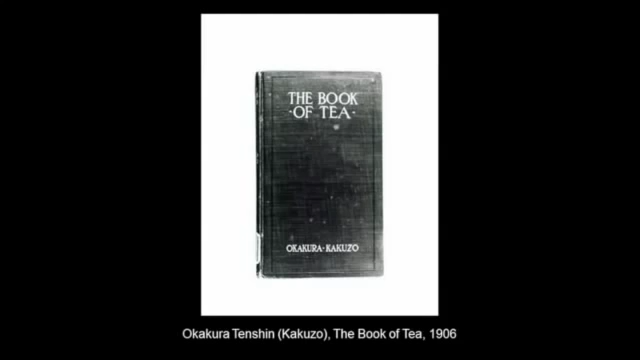 THE BOOK
·OF TEA·
OKAKURA·KAKUZO
Okakura Tenshin (Kakuzo), The Book of Tea, 1906